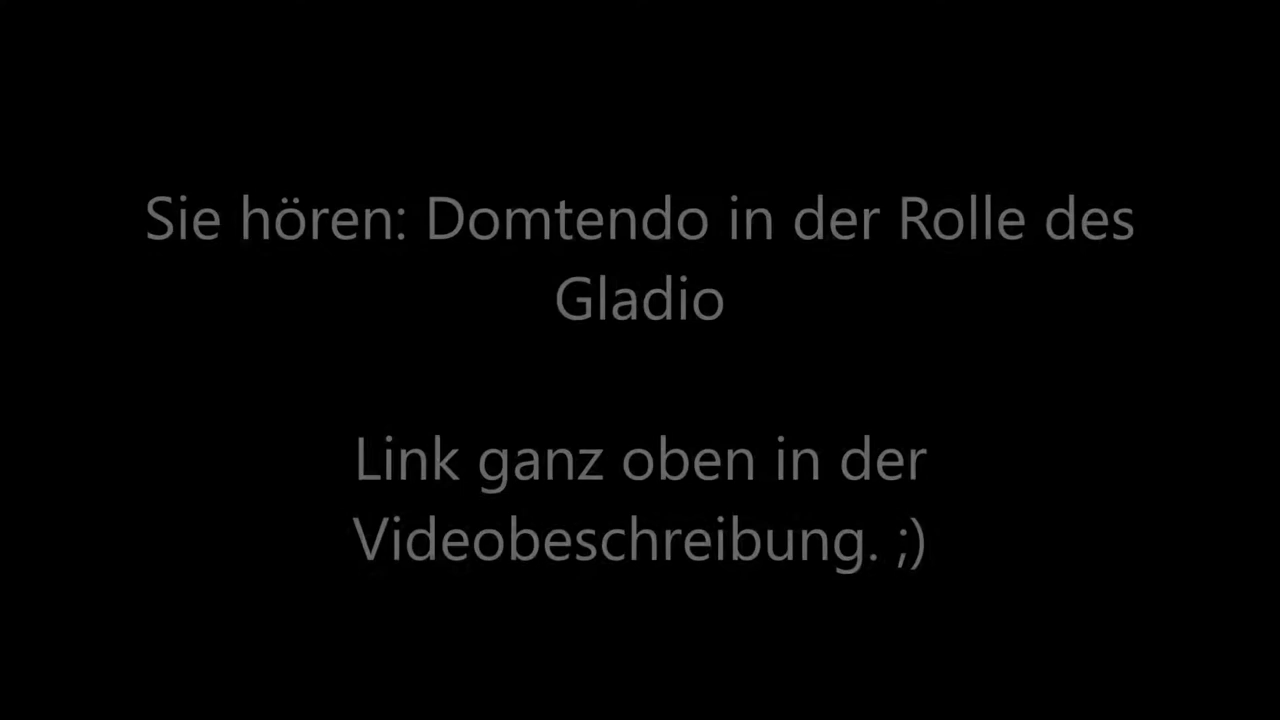 Sie hören: Domtendo in der Rolle des
Gladio
Link ganz oben in der
Videobeschreibung. ;)